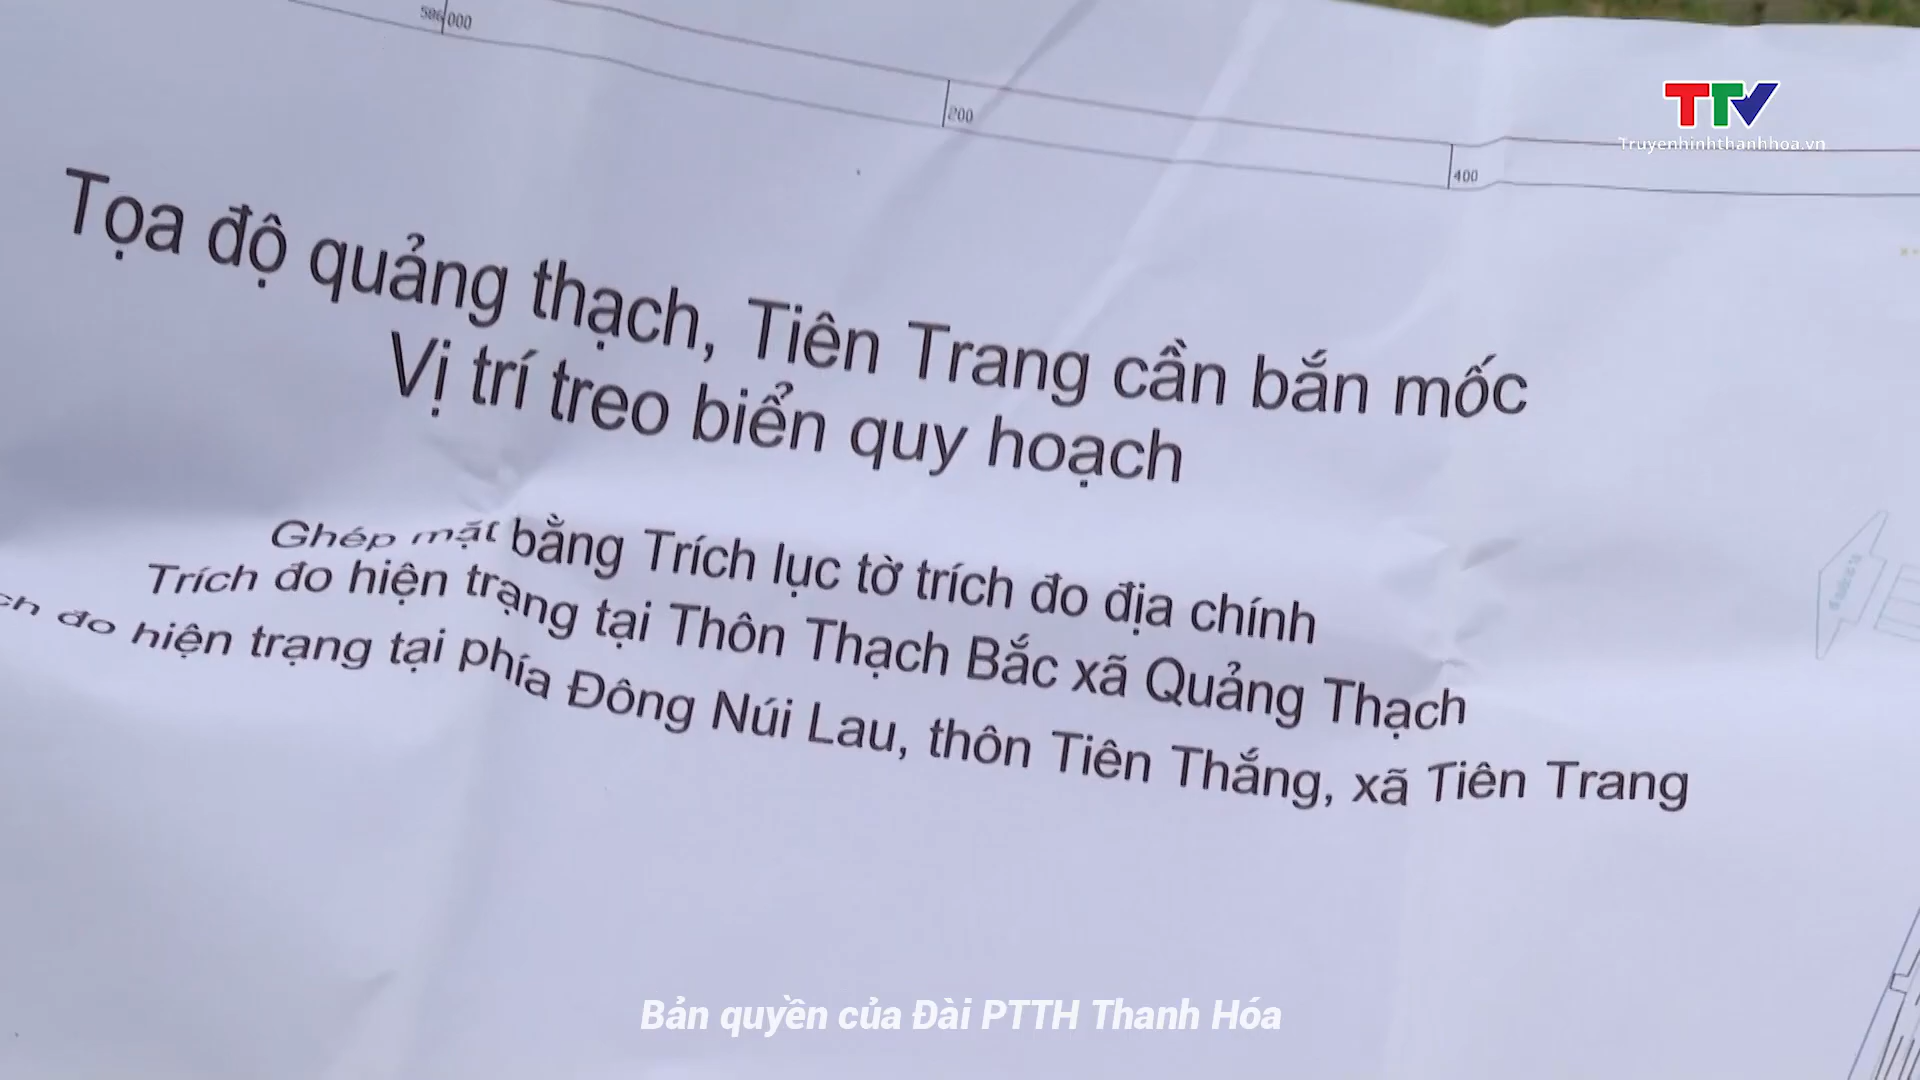 586000
200
400
TTV
Truyenhinhthanhhoa.vn
Tọa độ quảng thạch, Tiên Trang cần bắn mốc
Vị trí treo biển quy hoạch
Ghép mặt bằng Trích lục tờ trích đo địa chính
Trích đo hiện trạng tại Thôn Thạch Bắc xã Quảng Thạch
ch đo hiện trạng tại phía Đông Núi Lau, thôn Tiên Thắng, xã Tiên Trang
Bản quyền của Đài PTTH Thanh Hóa